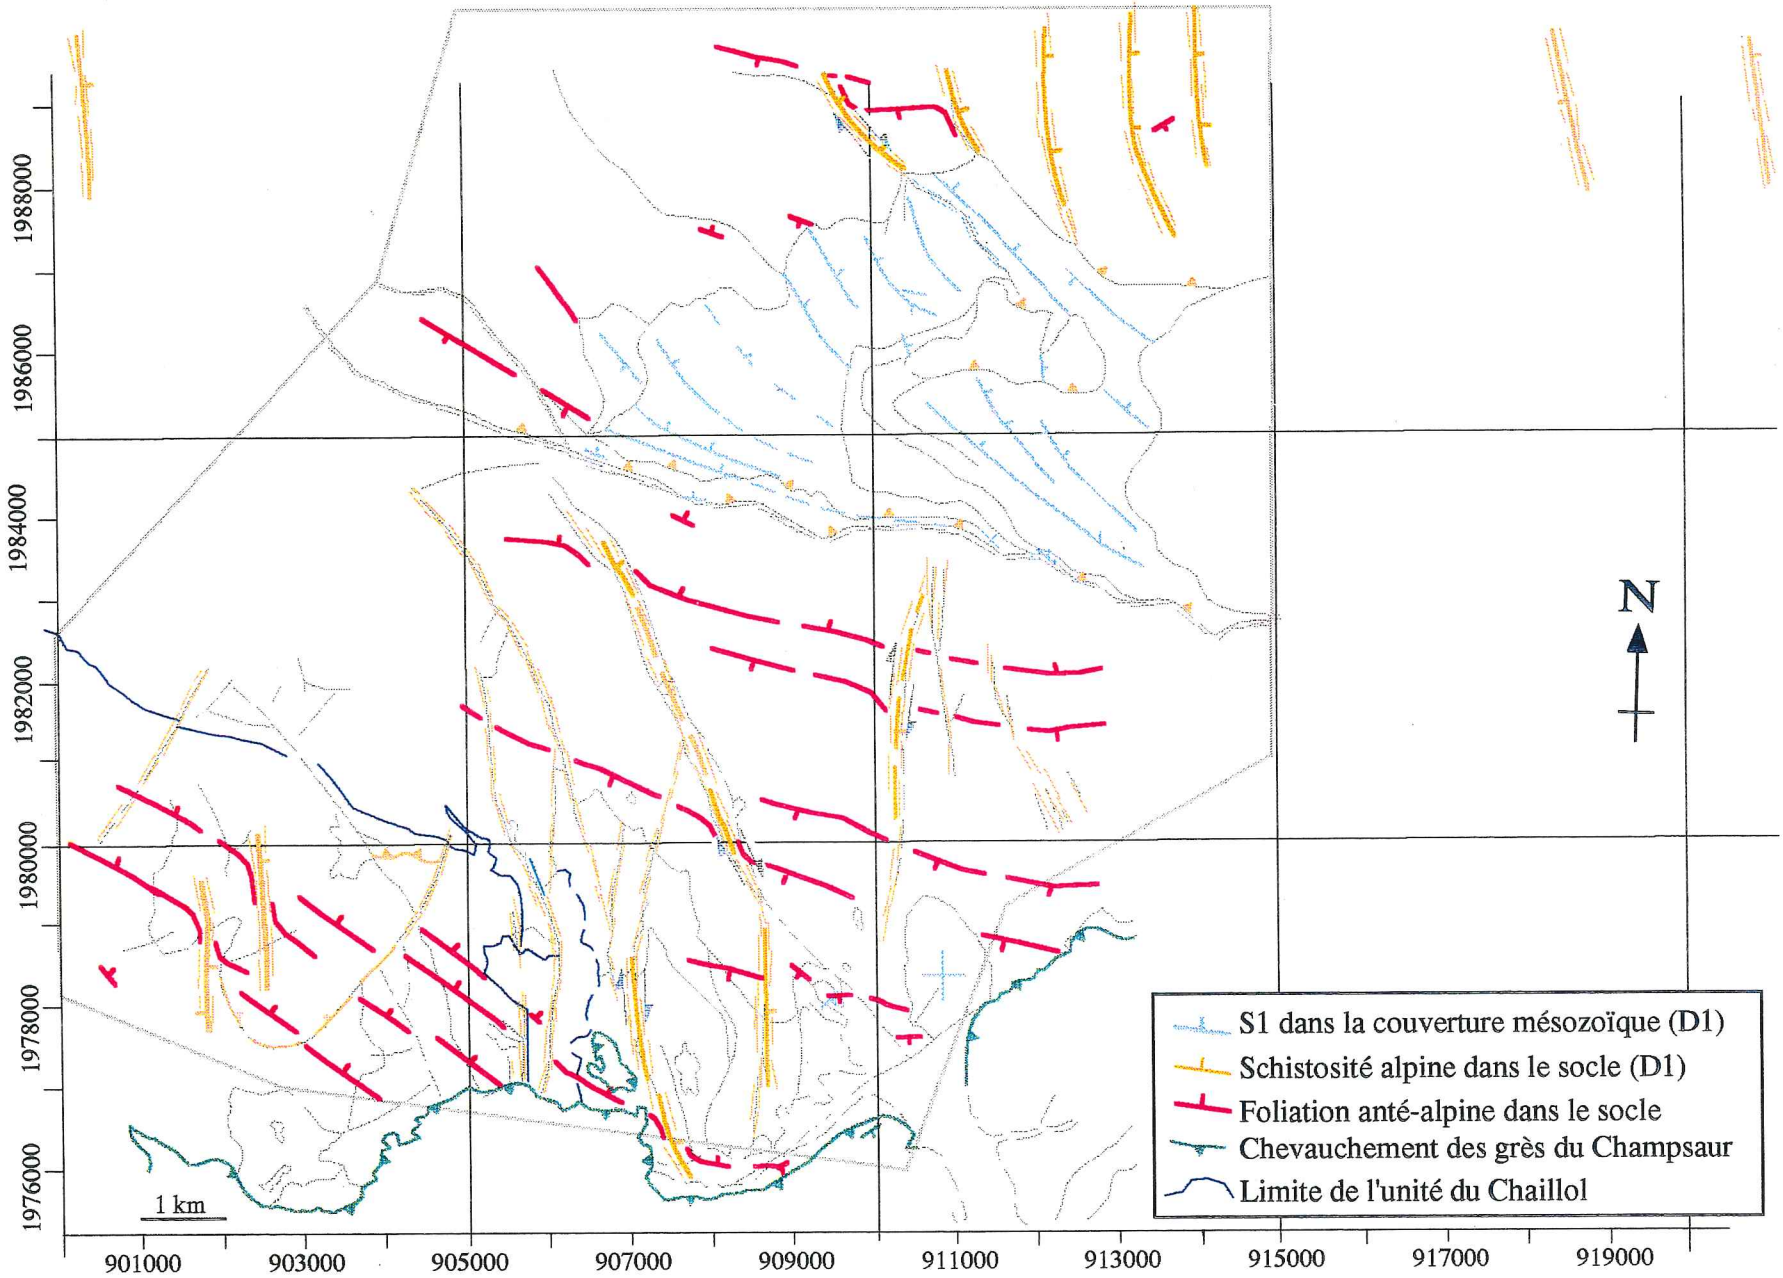 1988000
1986000
1984000
1982000
1980000
1978000
1976000
N
S1 dans la couverture mésozoïque (D1)
Schistosité alpine dans le socle (D1)
Foliation anté-alpine dans le socle
Chevauchement des grès du Champsaur
Limite de l'unité du Chaillol
1 km
901000 903000 905000 907000 909000 911000 913000 915000 917000 919000